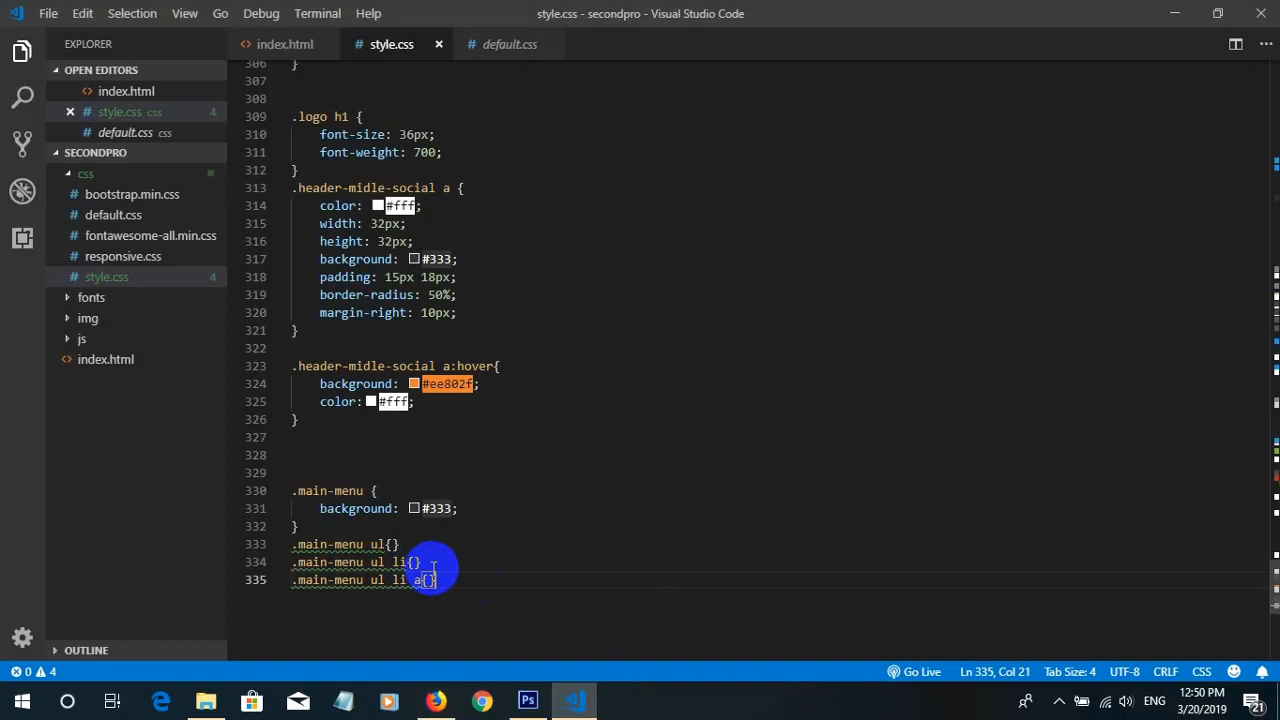 File Edit Selection View Go Debug Terminal Help style.css - secondpro - Visual Studio Code
EXPLORER index.html style.css default.css
OPEN EDITORS
index.html
style.css css 4
default.css css
SECONDPRO
css
bootstrap.min.css
default.css
fontawesome-all.min.css
responsive.css
style.css 4
fonts
img
js
index.html
OUTLINE
306 }
307
308
309 .logo h1 {
310 font-size: 36px;
311 font-weight: 700;
312 }
313 .header-midle-social a {
314 color: #fff;
315 width: 32px;
316 height: 32px;
317 background: #333;
318 padding: 15px 18px;
319 border-radius: 50%;
320 margin-right: 10px;
321 }
322
323 .header-midle-social a:hover{
324 background: #ee802f;
325 color: #fff;
326 }
327
328
329
330 .main-menu {
331 background: #333;
332 }
333 .main-menu ul{}
334 .main-menu ul li{}
335 .main-menu ul li a{}
0 4 Go Live Ln 335, Col 21 Tab Size: 4 UTF-8 CRLF CSS
Ps ENG 12:50 PM
3/20/2019 21